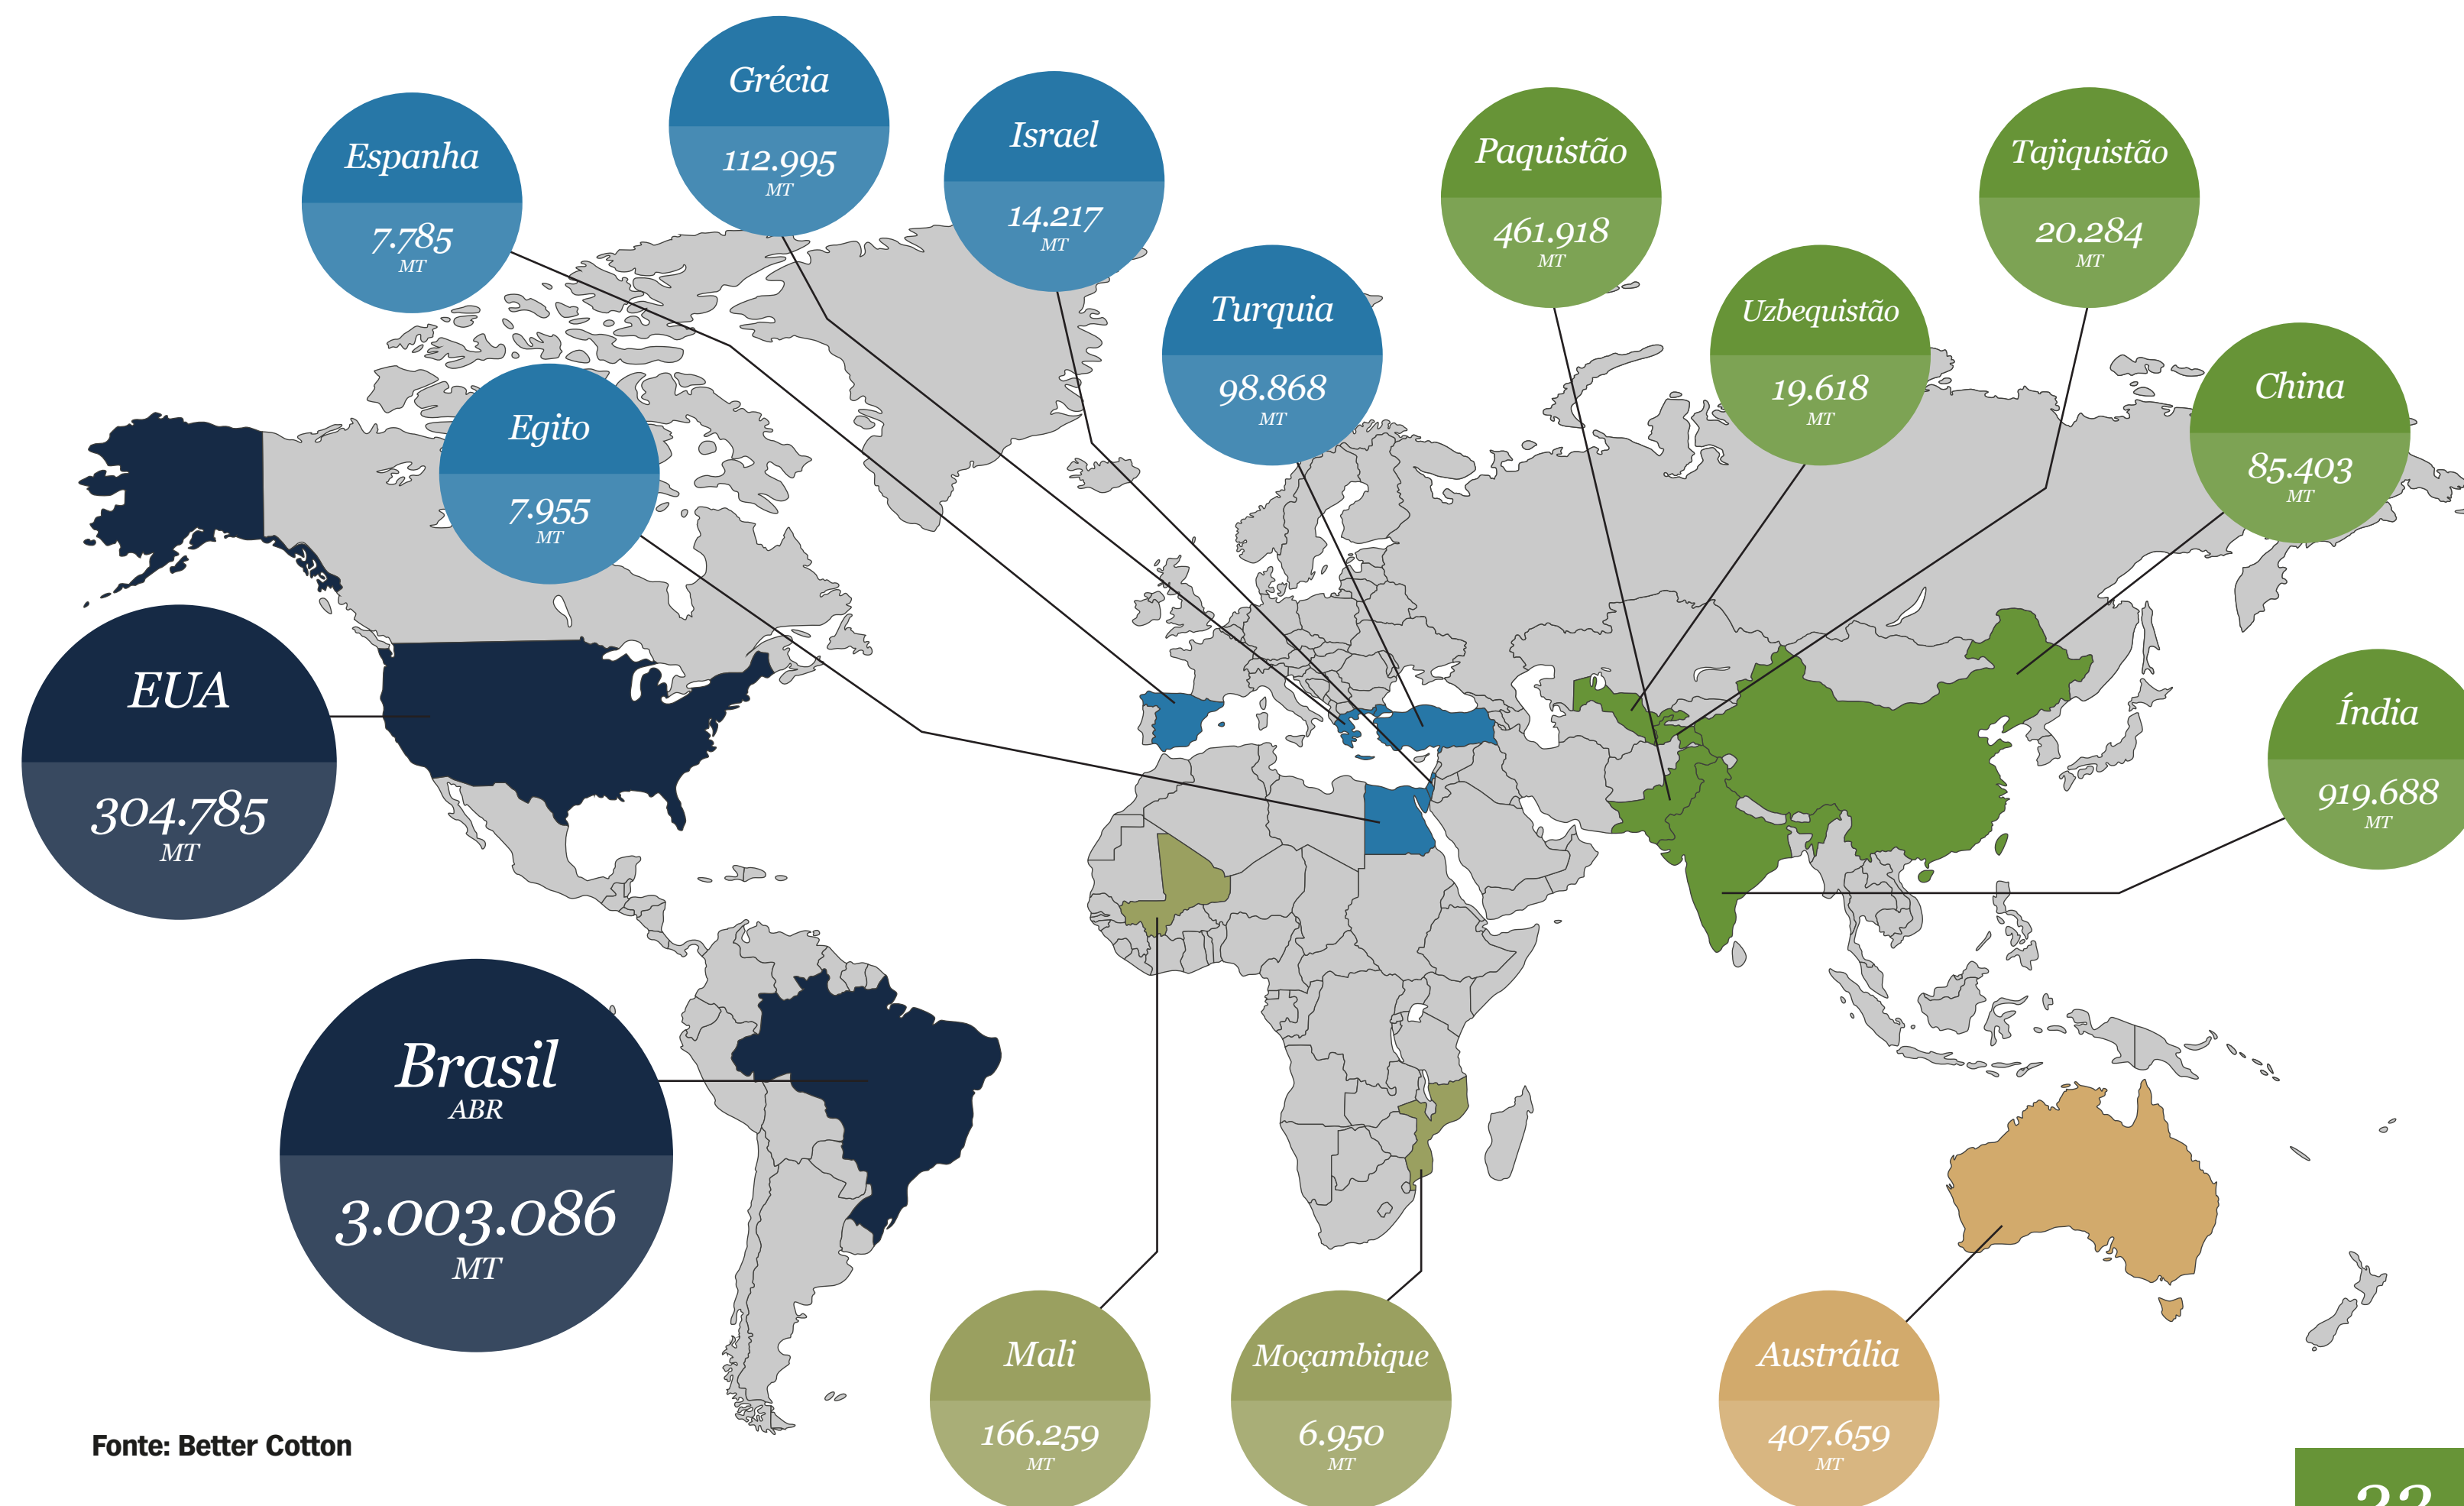 Grécia
112.995
MT
Israel
14.217
MT
Espanha
7.785
MT
Paquistão
461.918
MT
Tajiquistão
20.284
MT
Turquia
98.868
MT
Uzbequistão
19.618
MT
China
85.403
MT
Egito
7.955
MT
EUA
304.785
MT
Índia
919.688
MT
Brasil
ABR
3.003.086
MT
Mali
166.259
MT
Moçambique
6.950
MT
Austrália
407.659
MT
Fonte: Better Cotton